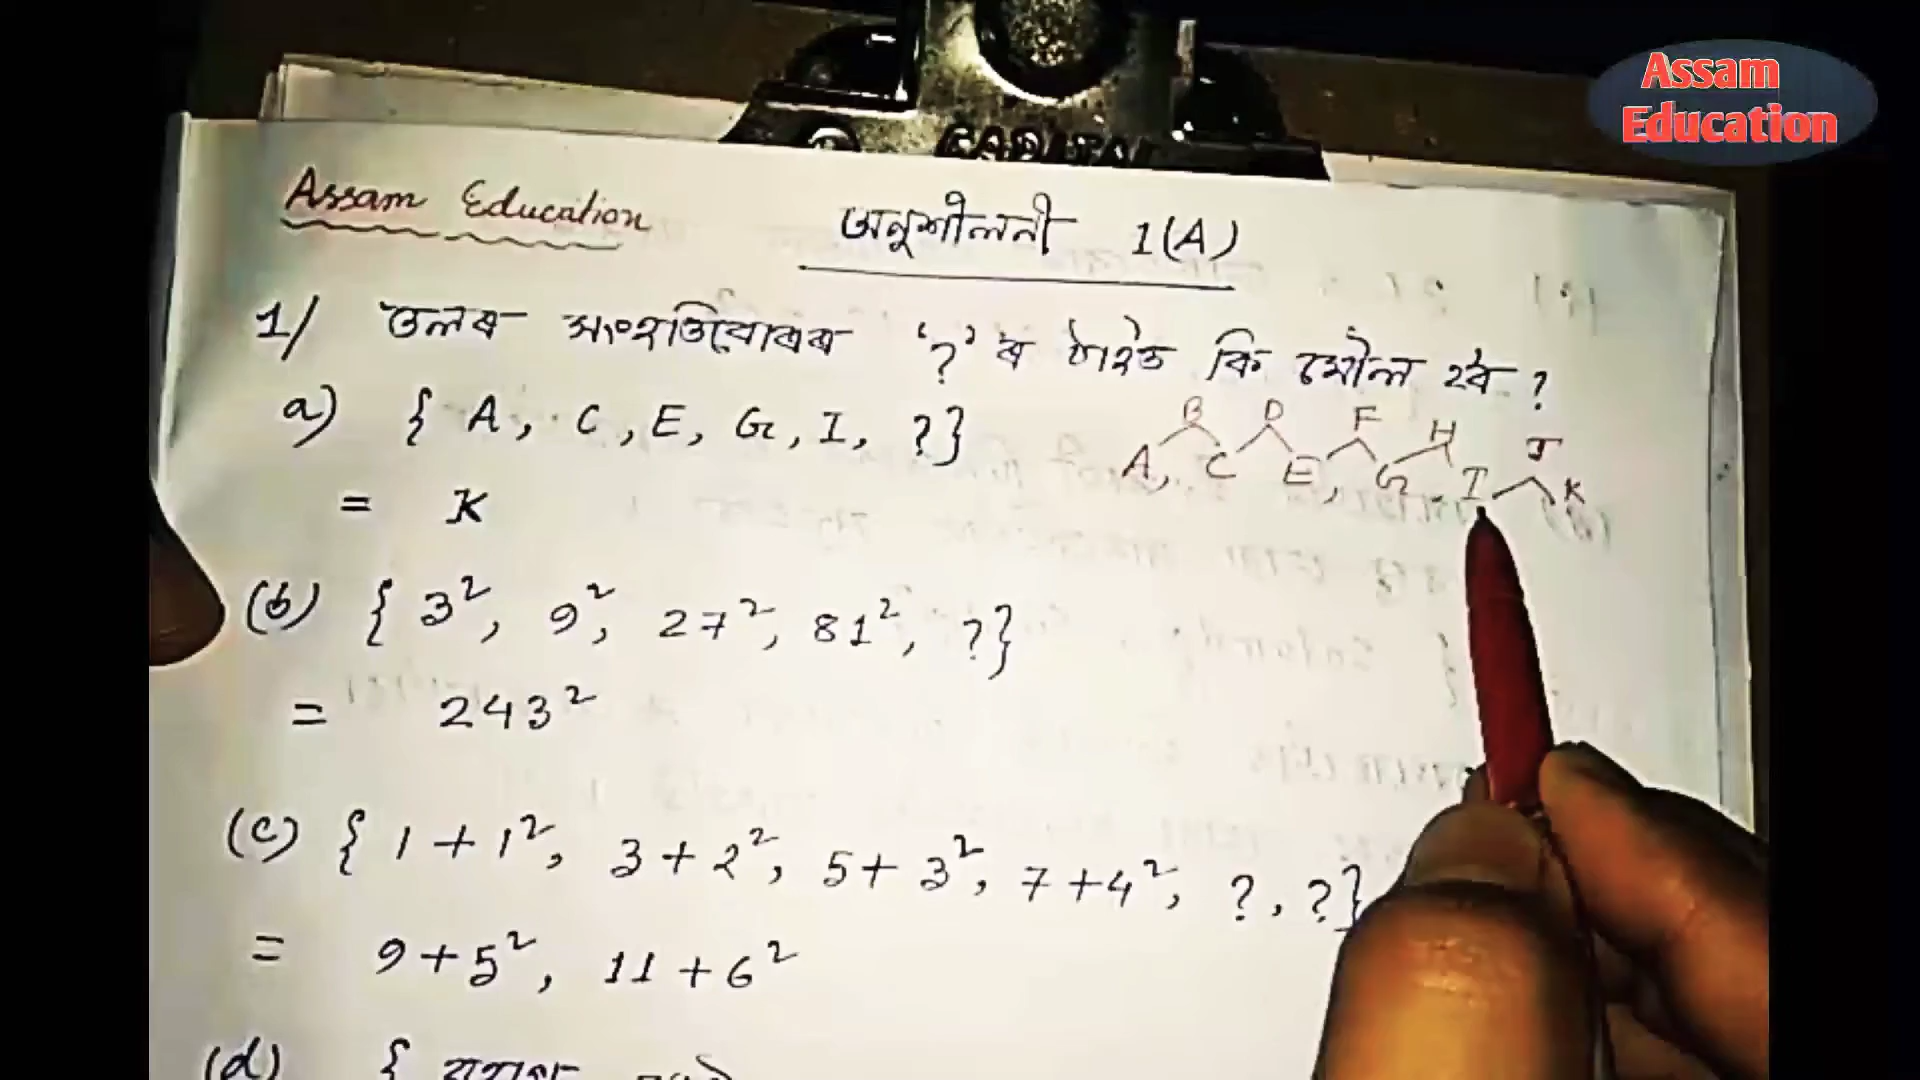 Assam Education
Assam Education
অনুশীলনী 1(A)
1/ তলৰ সংহতিবোৰৰ ‘?’ ৰ ঠাইত কি মৌল হব ?
a) { A, C, E, G, I, ?}
B D F H J
A, C E, G I K
= K
(b) { 3², 9², 27², 81², ?}
= 243²
(c) { 1 + 1², 3 + 2², 5 + 3², 7 + 4², ?, ?}
= 9 + 5², 11 + 6²
(d) {